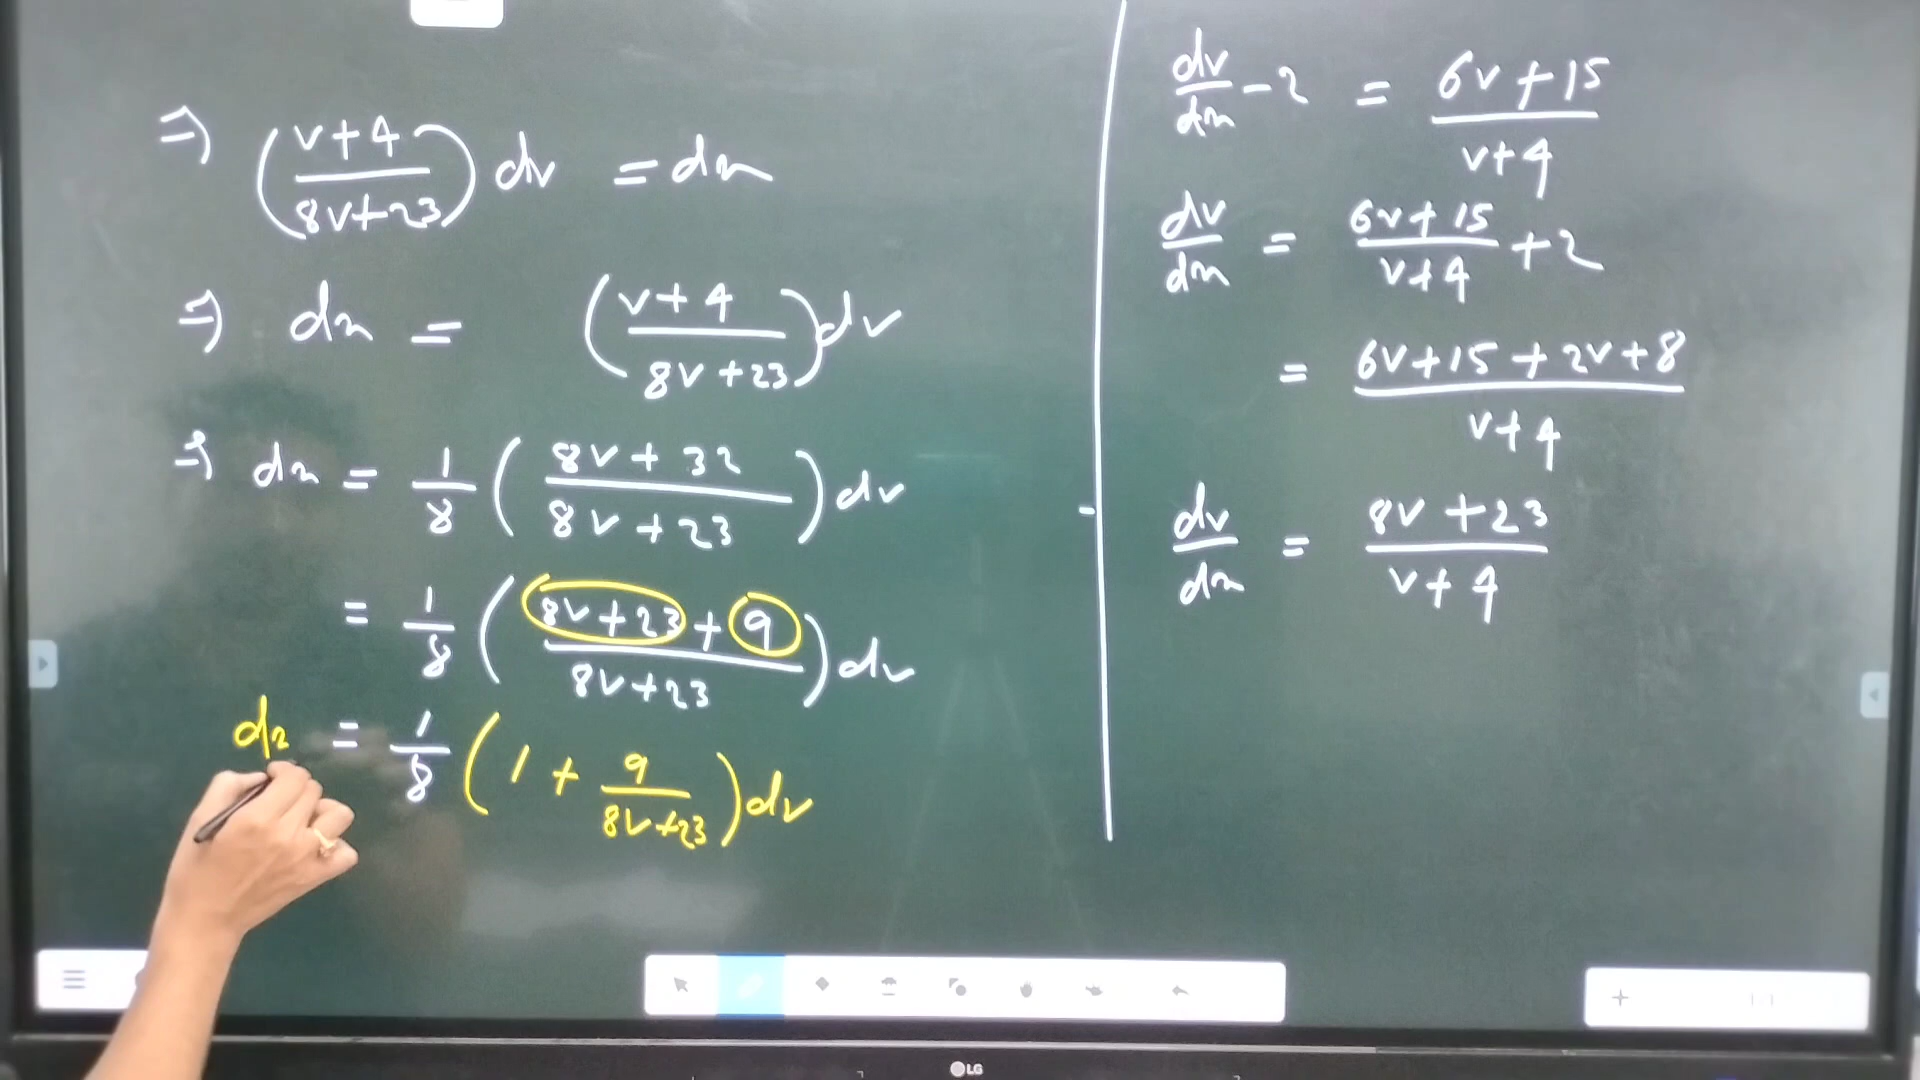 ⇒ (v+4/8v+23) dv = dx
⇒ dx = (v+4/8v+23) dv
⇒ dx = 1/8 (8v+32/8v+23) dv
= 1/8 (8v+23+9/8v+23) dv
dx = 1/8 (1 + 9/8v+23) dv
dv/dx - 2 = 6v+15/v+4
dv/dx = 6v+15/v+4 + 2
= 6v+15+2v+8/v+4
dv/dx = 8v+23/v+4
LG